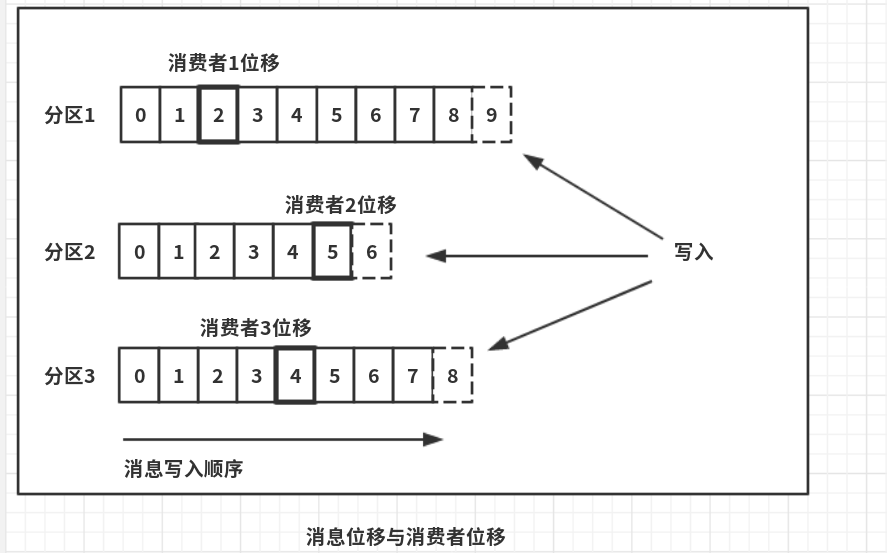 消费者1位移
分区1 0 1 2 3 4 5 6 7 8 9
消费者2位移
分区2 0 1 2 3 4 5 6
写入
消费者3位移
分区3 0 1 2 3 4 5 6 7 8
消息写入顺序
消息位移与消费者位移